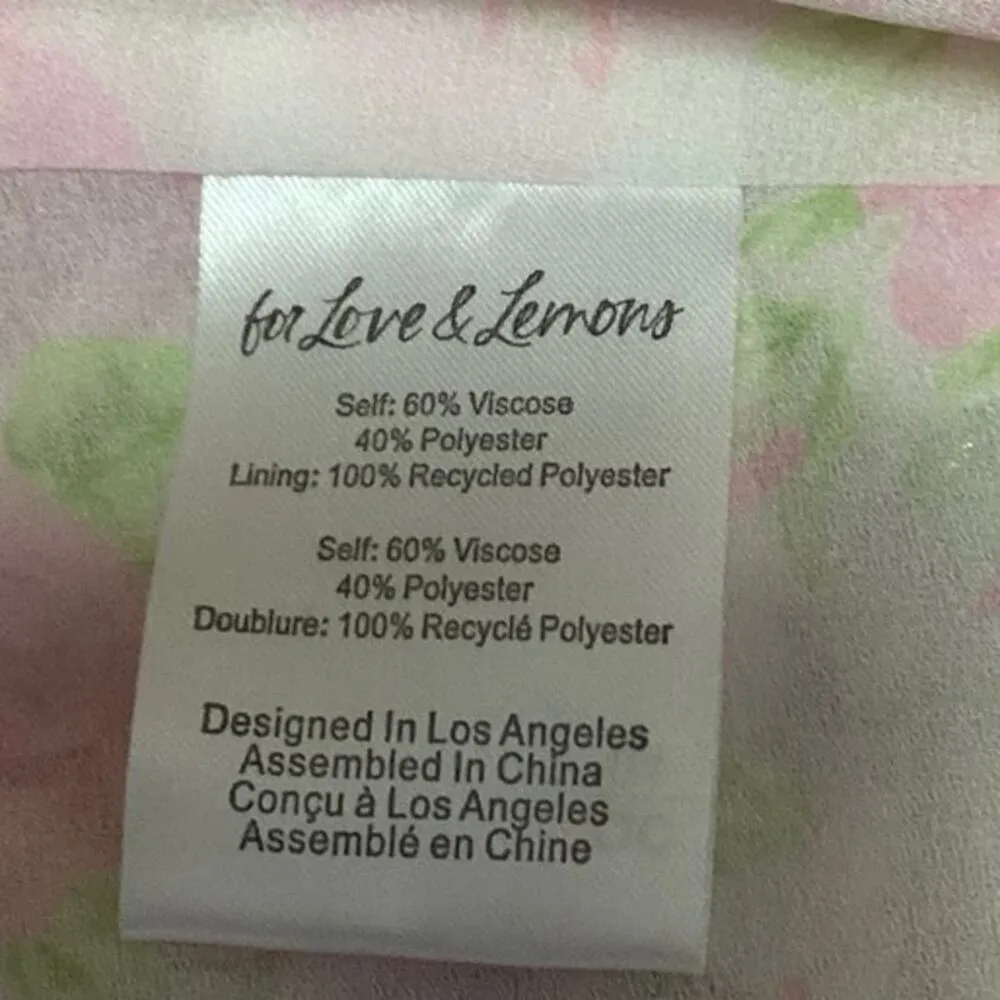 for Love & Lemons
Self: 60% Viscose
40% Polyester
Lining: 100% Recycled Polyester
Self: 60% Viscose
40% Polyester
Doublure: 100% Recyclé Polyester
Designed In Los Angeles
Assembled In China
Conçu à Los Angeles
Assemblé en Chine